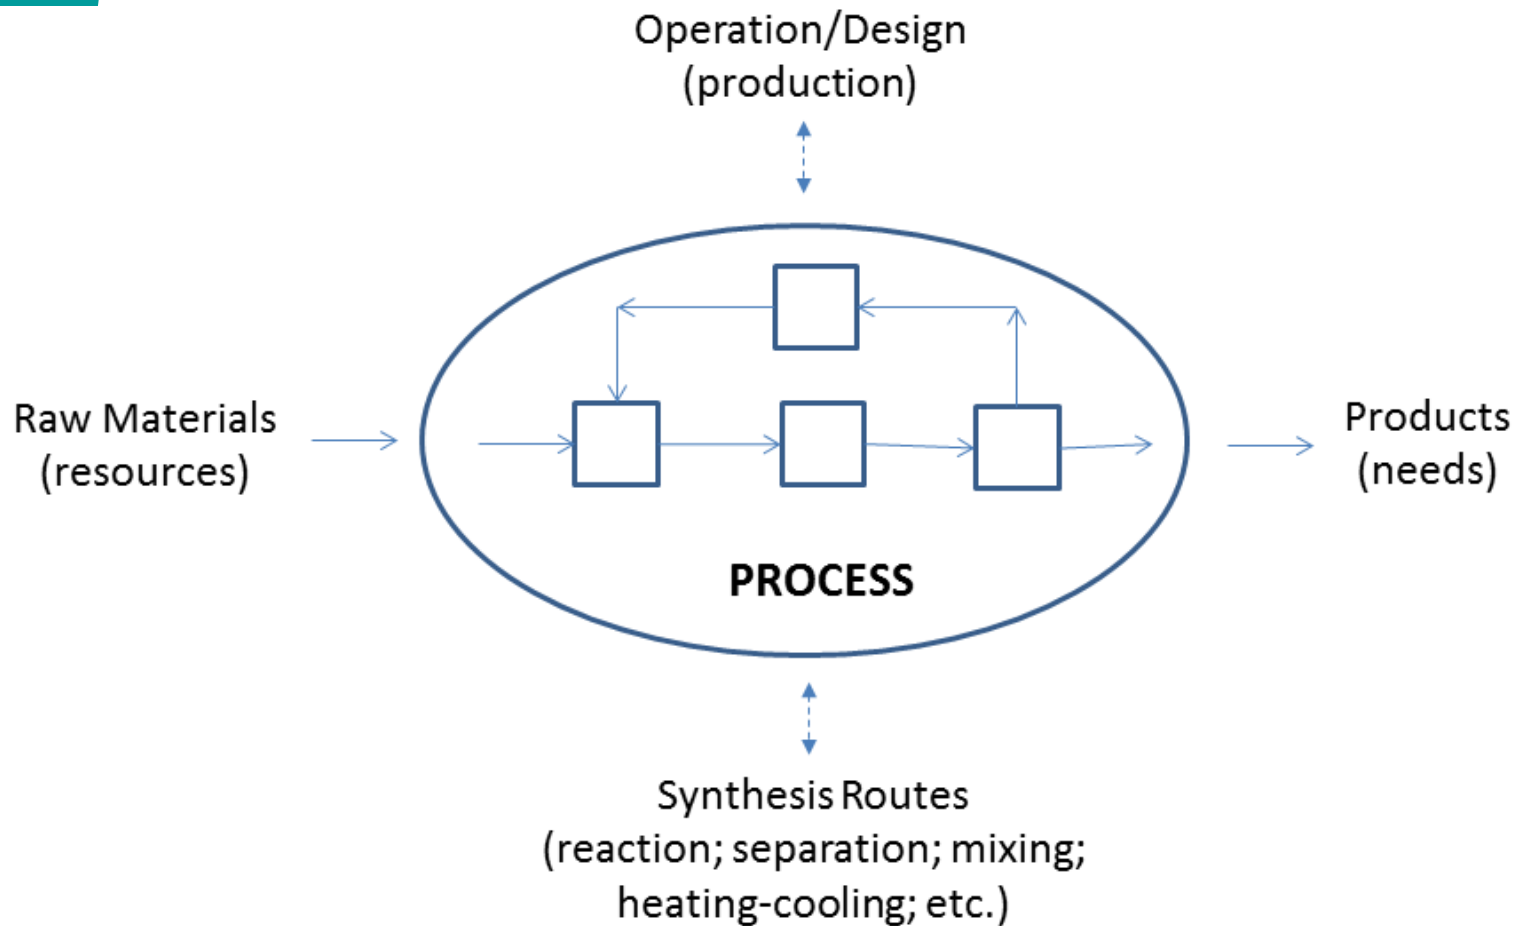 Operation/Design
(production)
Raw Materials
(resources)
Products
(needs)
PROCESS
Synthesis Routes
(reaction; separation; mixing;
heating-cooling; etc.)